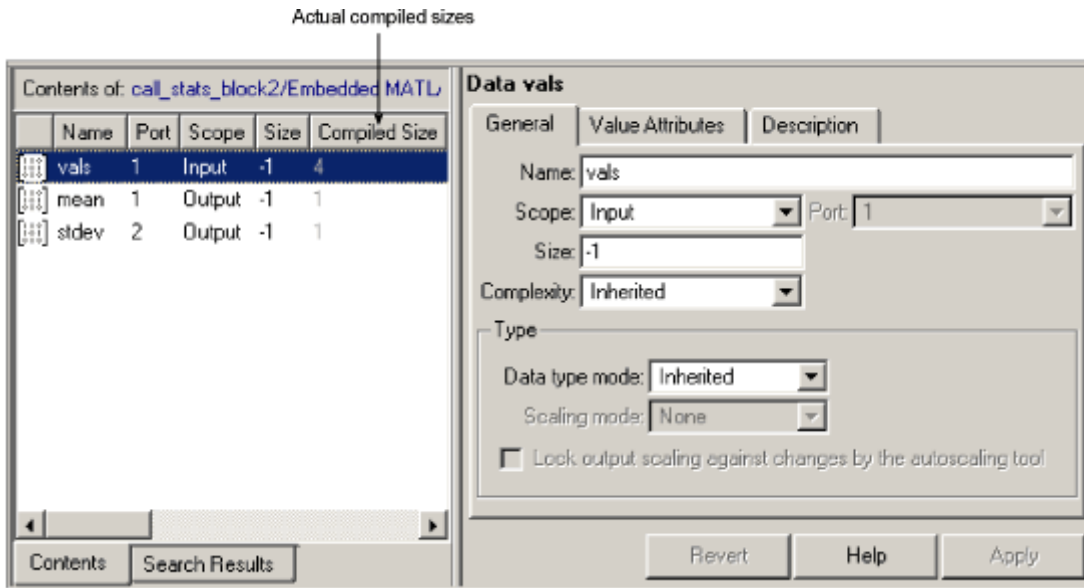 Actual compiled sizes
Contents of: call_stats_block2/Embedded MATL
Name Port Scope Size Compiled Size
vals 1 Input -1 4
mean 1 Output -1 1
stdev 2 Output -1 1
Contents Search Results
Data vals
General Value Attributes Description
Name: vals
Scope: Input Port: 1
Size: -1
Complexity: Inherited
Type
Data type mode: Inherited
Scaling mode: None
Lock output scaling against changes by the autoscaling tool
Revert Help Apply